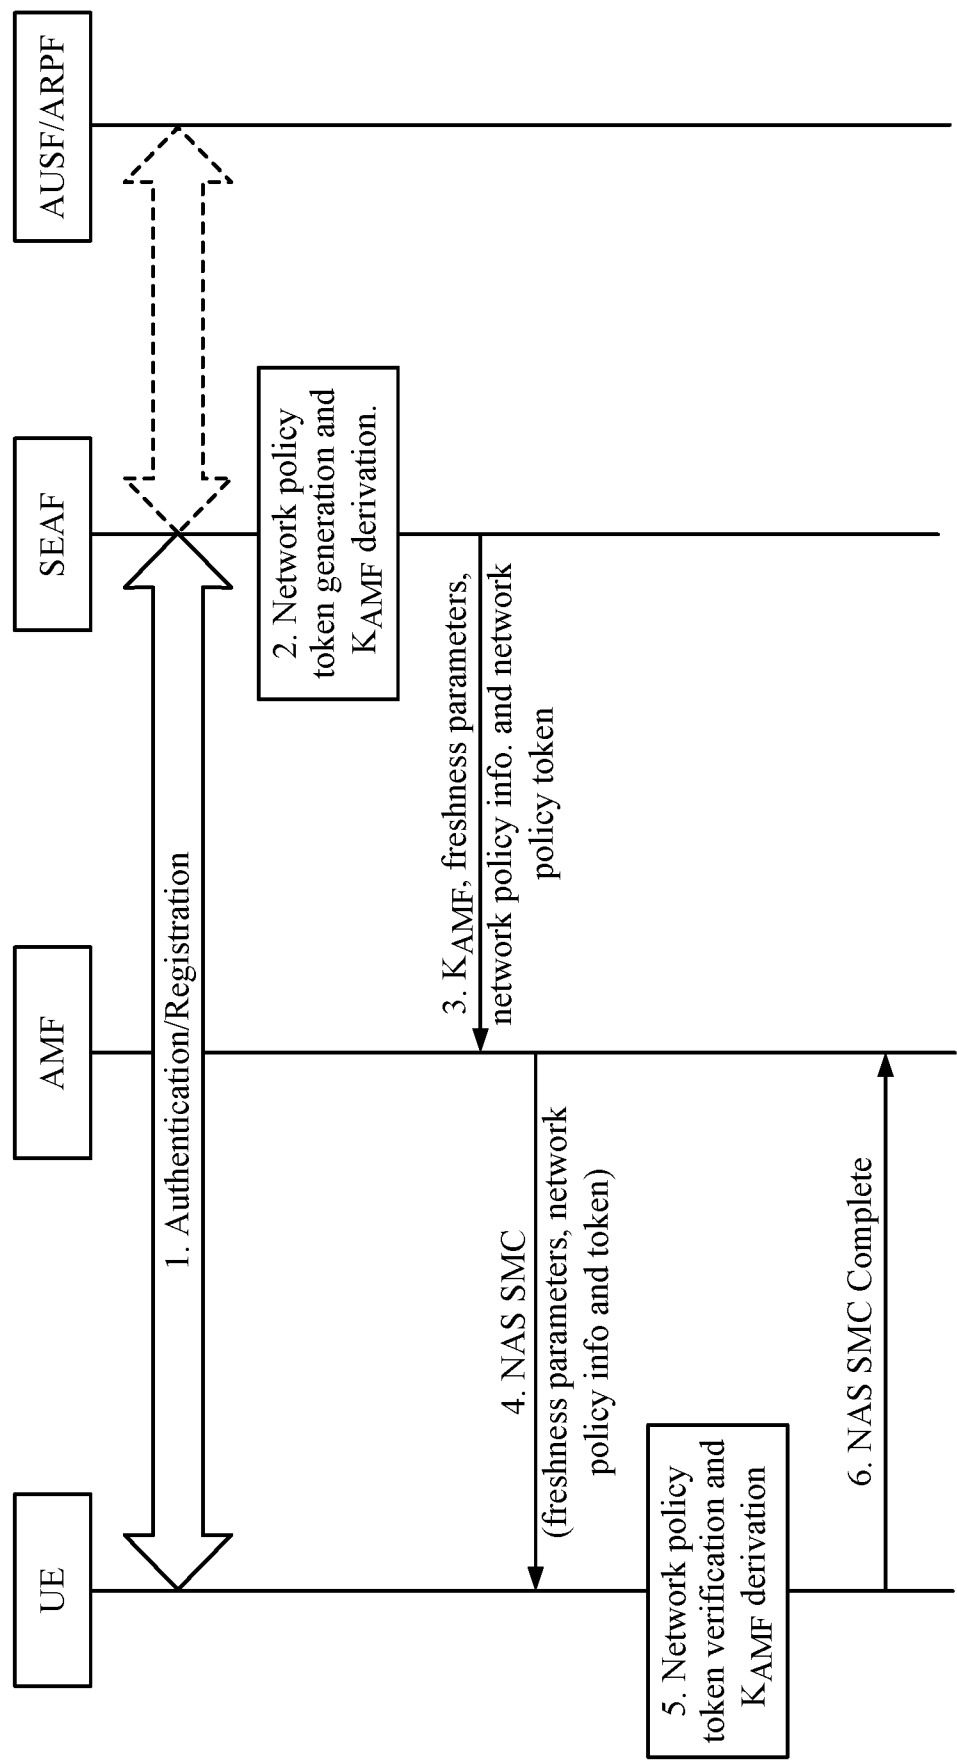 UE
AMF
SEAF
AUSF/ARPF
1. Authentication/Registration
2. Network policy
token generation and
KAMF derivation.
3. KAMF, freshness parameters,
network policy info. and network
policy token
4. NAS SMC
(freshness parameters, network
policy info and token)
5. Network policy
token verification and
KAMF derivation
6. NAS SMC Complete